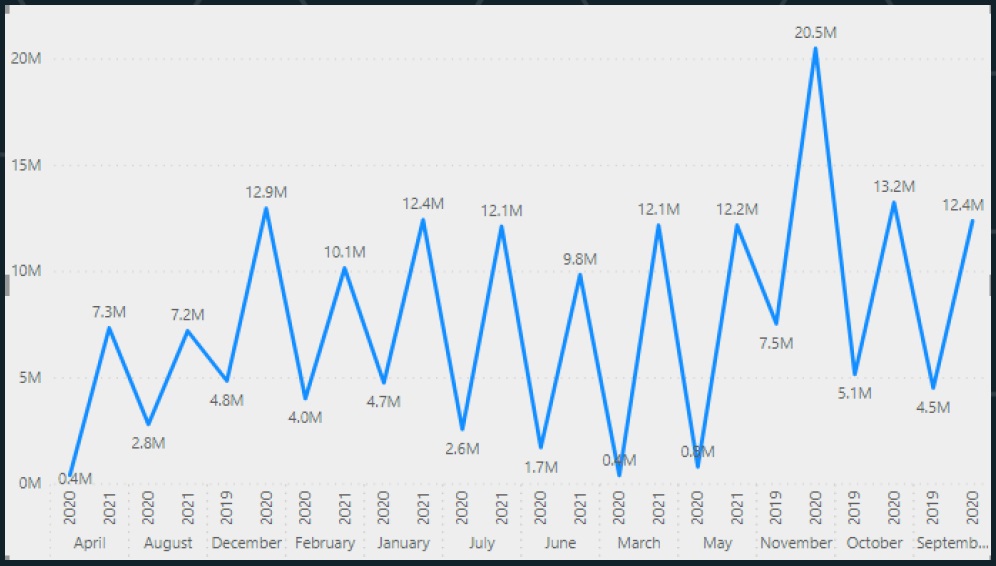 20.5M
20M
15M
13.2M
12.9M
12.4M
12.1M
12.1M
12.2M
12.4M
10.1M
9.8M
10M
7.3M
7.2M
7.5M
5M
4.8M
4.0M
4.7M
5.1M
4.5M
2.8M
2.6M
1.7M
0.4M
0.4M
0M
0.4M
2020 2021 2020 2021 2019 2020 2020 2021 2020 2021 2020 2021 2020 2021 2020 2021 2020 2021 2019 2020 2019 2020 2019 2020
April August December February January July June March May November October Septemb...